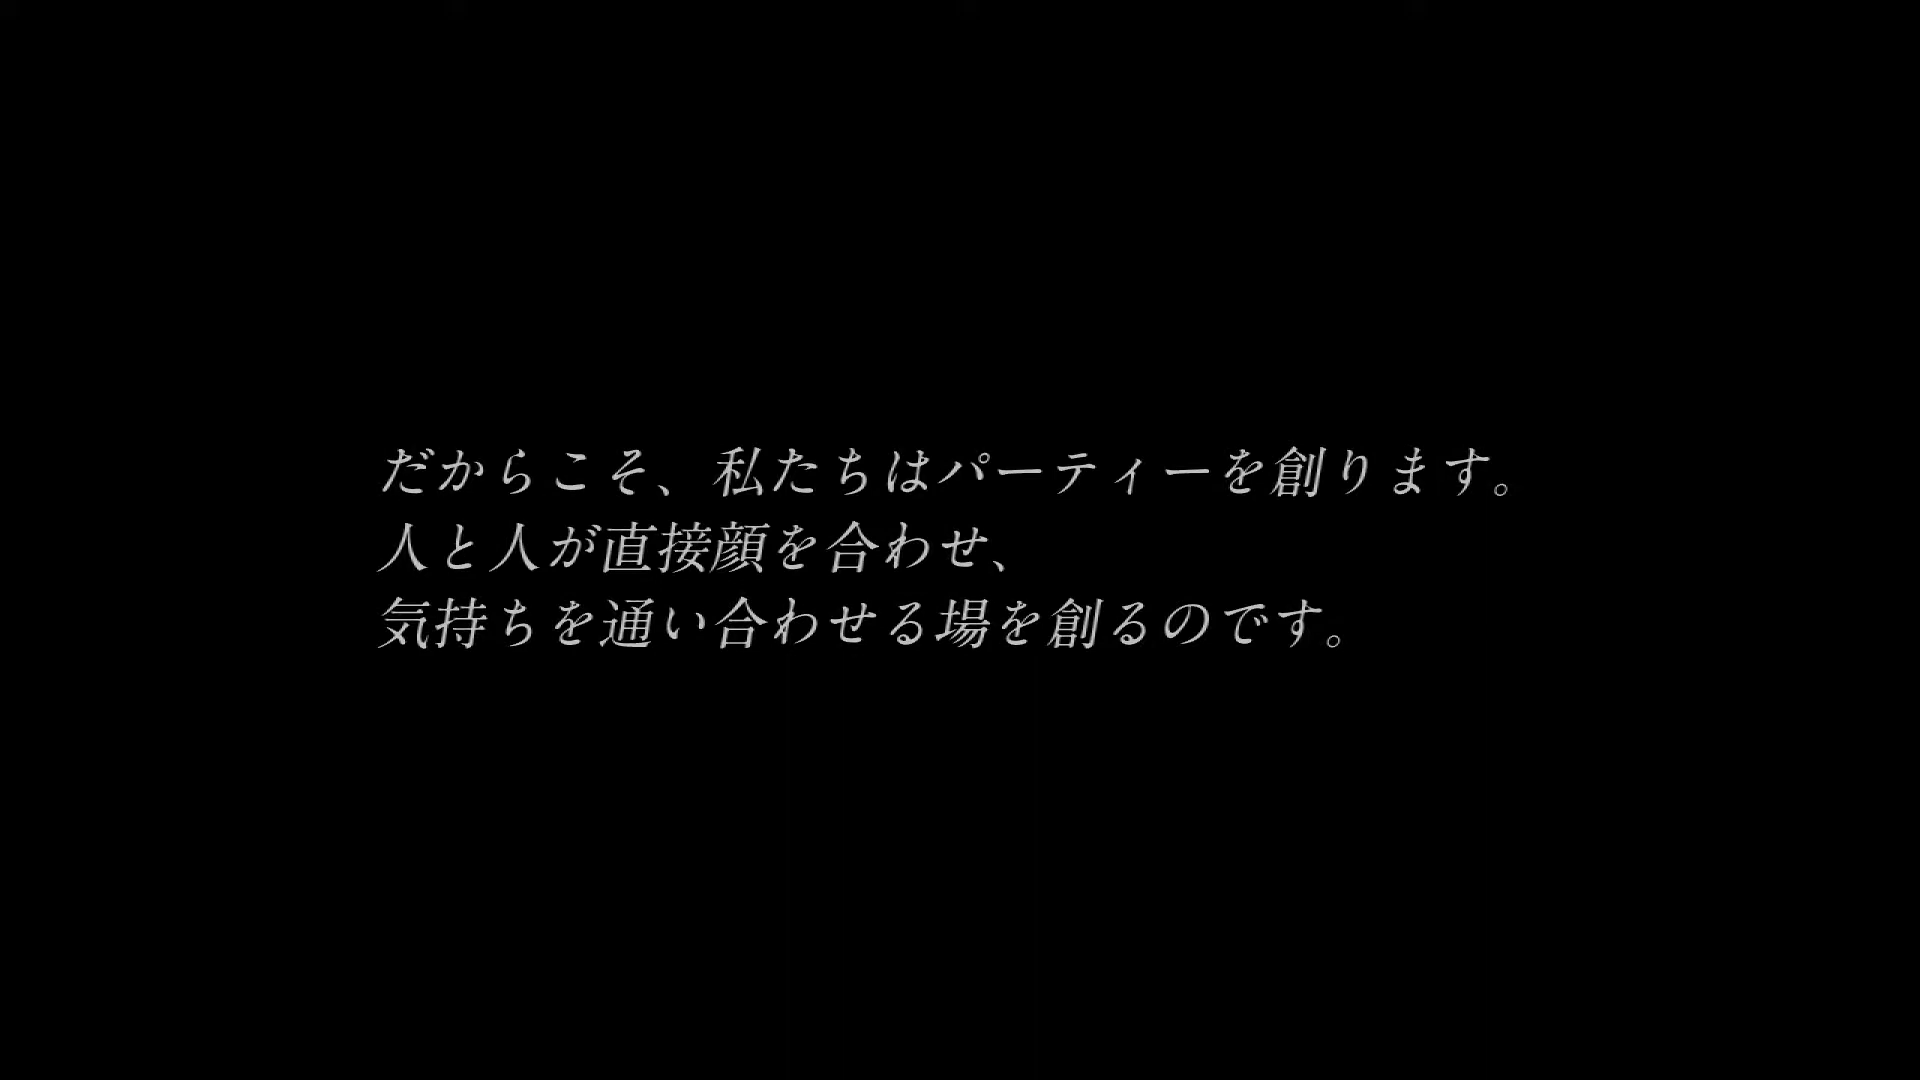 だからこそ、私たちはパーティーを創ります。
人と人が直接顔を合わせ、
気持ちを通い合わせる場を創るのです。